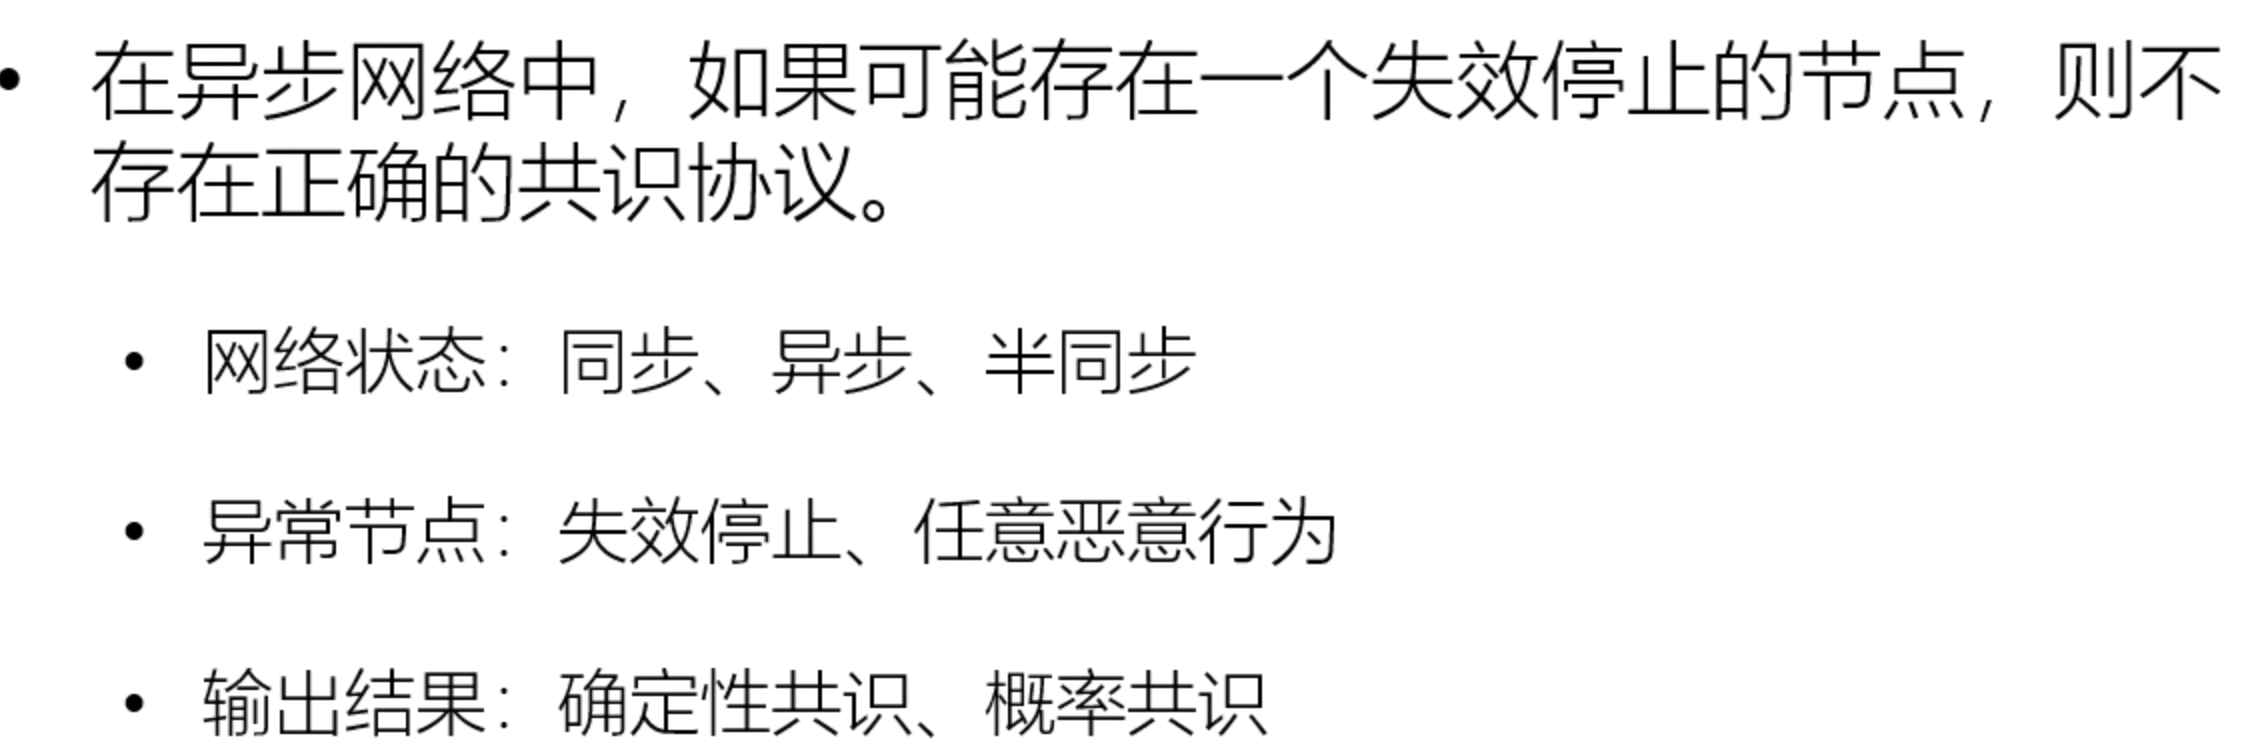 • 在异步网络中，如果可能存在一个失效停止的节点，则不
存在正确的共识协议。
• 网络状态：同步、异步、半同步
• 异常节点：失效停止、任意恶意行为
• 输出结果：确定性共识、概率共识